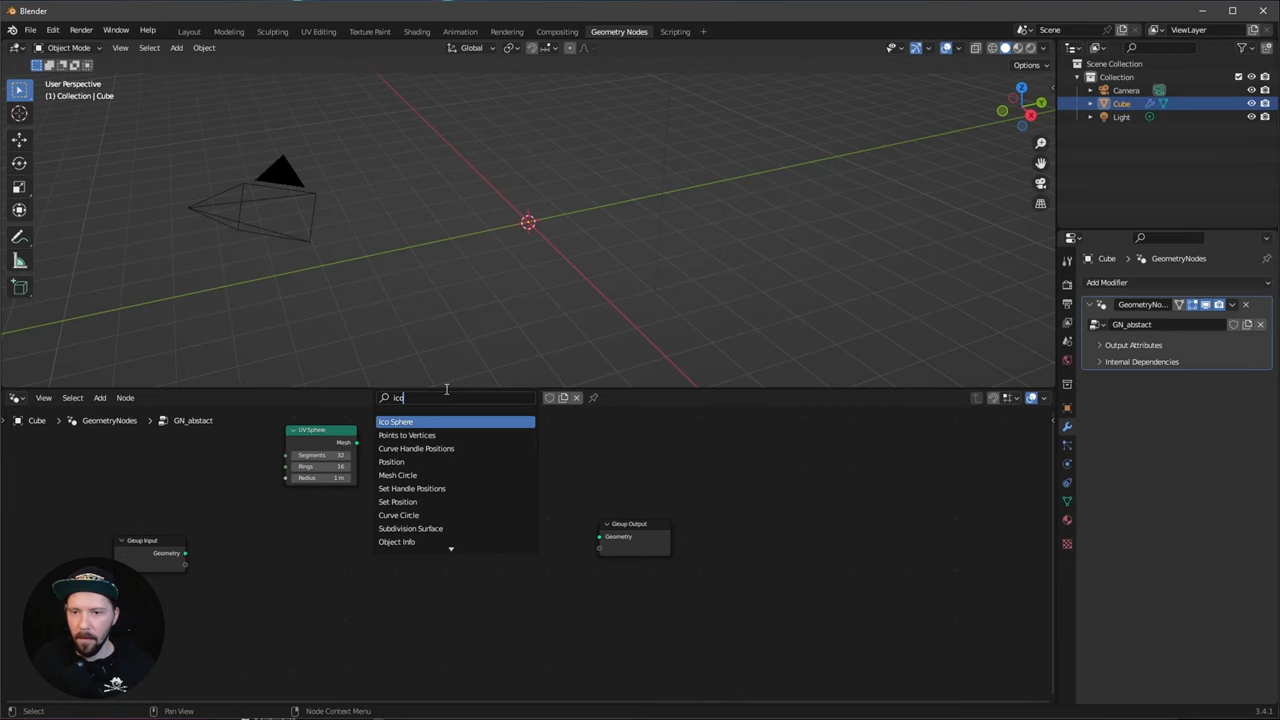 Blender
File Edit Render Window Help Layout Modeling Sculpting UV Editing Texture Paint Shading Animation Rendering Compositing Geometry Nodes Scripting + Scene ViewLayer
Object Mode View Select Add Object Global
Options
User Perspective
(1) Collection | Cube
Z
Y
X
Scene Collection
Collection
Camera
Cube
Light
Cube GeometryNodes
Add Modifier
GeometryNo...
GN_abstact
Output Attributes
Internal Dependencies
View Select Add Node
ico
Cube GeometryNodes GN_abstact
Ico Sphere
Points to Vertices
Curve Handle Positions
Position
Mesh Circle
Set Handle Positions
Set Position
Curve Circle
Subdivision Surface
Object Info
UV Sphere
Mesh
Segments 32
Rings 16
Radius 1 m
Group Input
Geometry
Group Output
Geometry
Select Pan View Node Context Menu 3.4.1